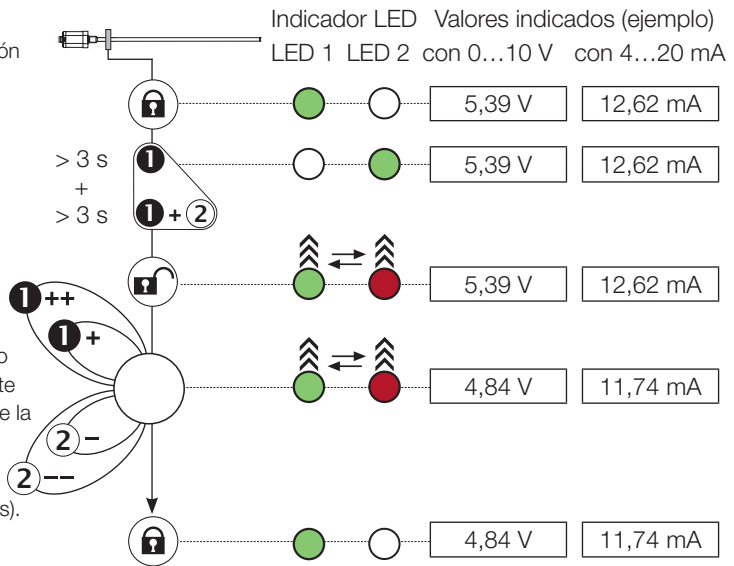 Indicador LED Valores indicados (ejemplo)
LED 1 LED 2 con 0…10 V con 4…20 mA
ón
5,39 V 12,62 mA
> 3 s 1 5,39 V 12,62 mA
+
> 3 s 1 + 2
5,39 V 12,62 mA
1 ++
1 +
o
te
e la
4,84 V 11,74 mA
2 –
2 – –
s).
4,84 V 11,74 mA